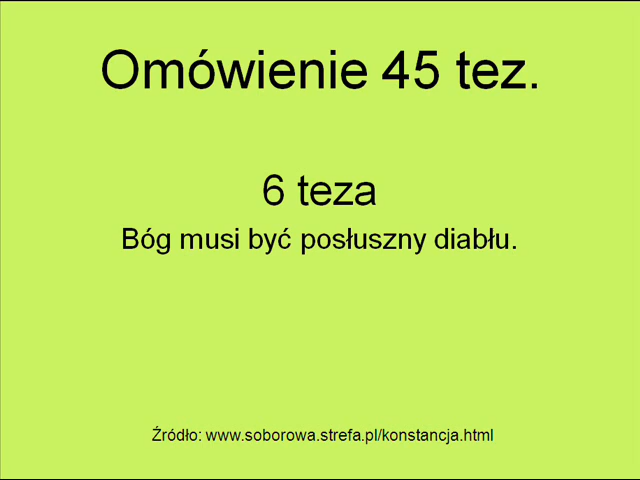 Omówienie 45 tez.
6 teza
Bóg musi być posłuszny diabłu.
Źródło: www.soborowa.strefa.pl/konstancja.html